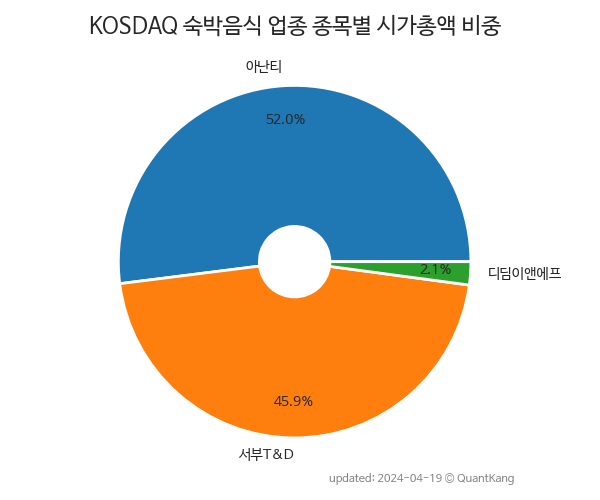 KOSDAQ 숙박음식 업종 종목별 시가총액 비중
아난티
52.0%
2.1%
디딤이앤에프
45.9%
서부T&D
updated: 2024-04-19 © QuantKang